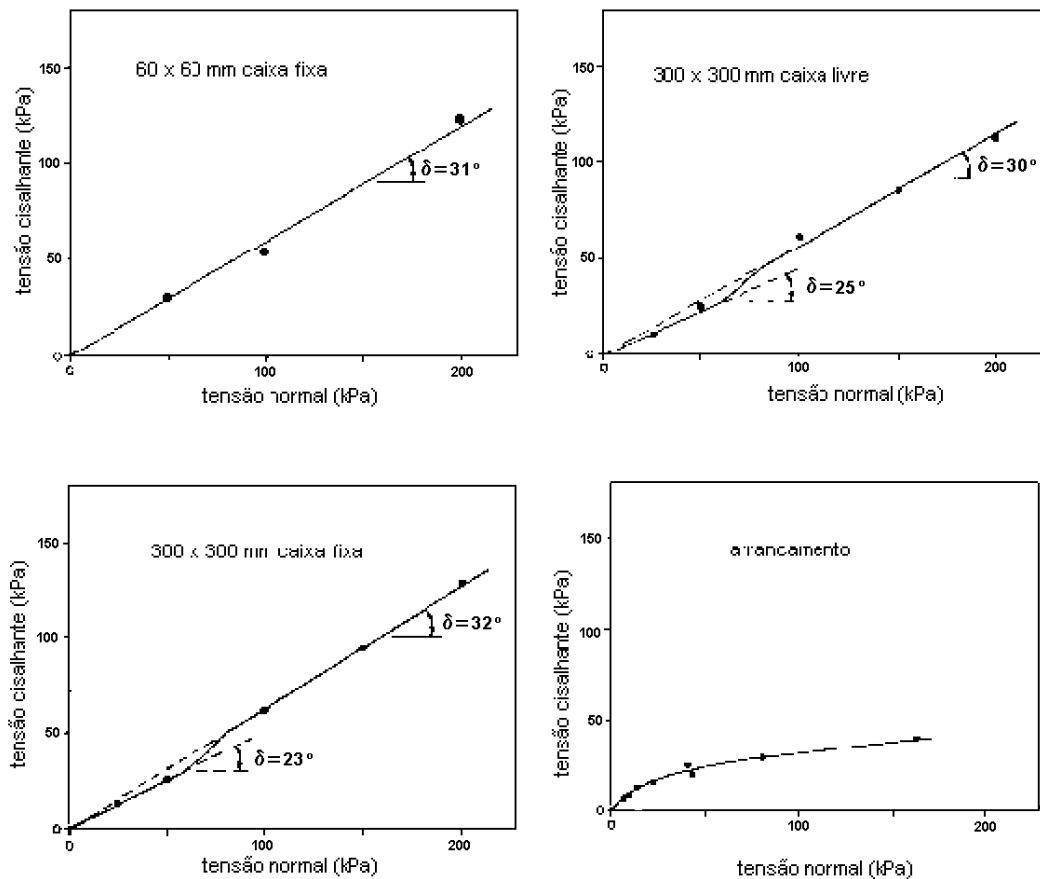 150
60 x 60 mm caixa fixa
100
δ=31°
50
0
0
100
200
tensão cisalhante (kPa)
tensão normal (kPa)
150
300 x 300 mm caixa livre
100
δ=30°
50
δ=25°
0
0
100
200
tensão cisalhante (kPa)
tensão normal (kPa)
150
300 x 300 mm caixa fixa
100
δ=32°
50
δ=23°
0
0
100
200
tensão cisalhante (kPa)
tensão normal (kPa)
150
arrancamento
100
50
0
0
100
200
tensão cisalhante (kPa)
tensão normal (kPa)